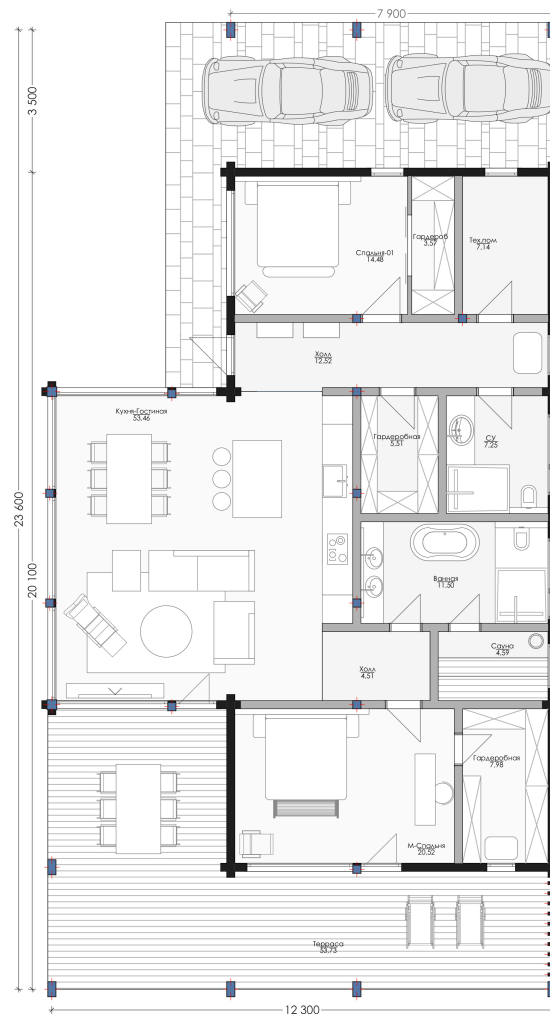 7 900
3 500
Спальня-01
14.48
Гардероб
3.57
Тех.пом
7.14
Холл
12.52
Кухня-Гостиная
53.46
Гардеробная
5.51
СУ
7.25
23 600
20 100
Ванная
11.50
Сауна
4.59
Холл
4.51
Гардеробная
7.98
М-Спальня
20.52
Терраса
53.73
12 300